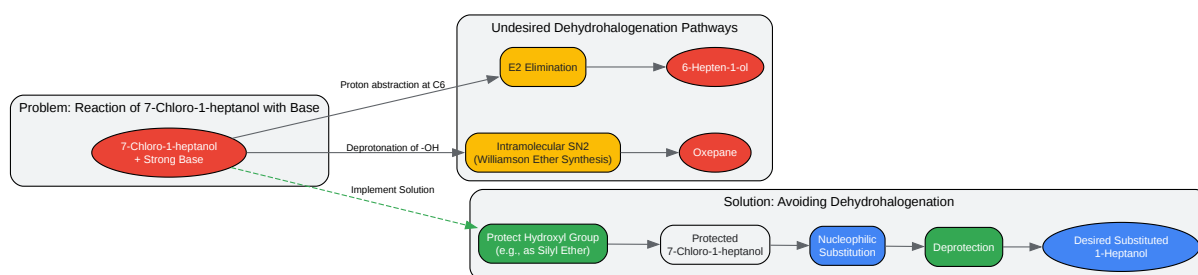 Undesired Dehydrohalogenation Pathways
E2 Elimination
6-Hepten-1-ol
Proton abstraction at C6
Problem: Reaction of 7-Chloro-1-heptanol with Base
7-Chloro-1-heptanol
+ Strong Base
Deprotonation of -OH
Intramolecular SN2
(Williamson Ether Synthesis)
Oxepane
Implement Solution
Solution: Avoiding Dehydrohalogenation
Protect Hydroxyl Group
(e.g., as Silyl Ether)
Protected
7-Chloro-1-heptanol
Nucleophilic
Substitution
Deprotection
Desired Substituted
1-Heptanol